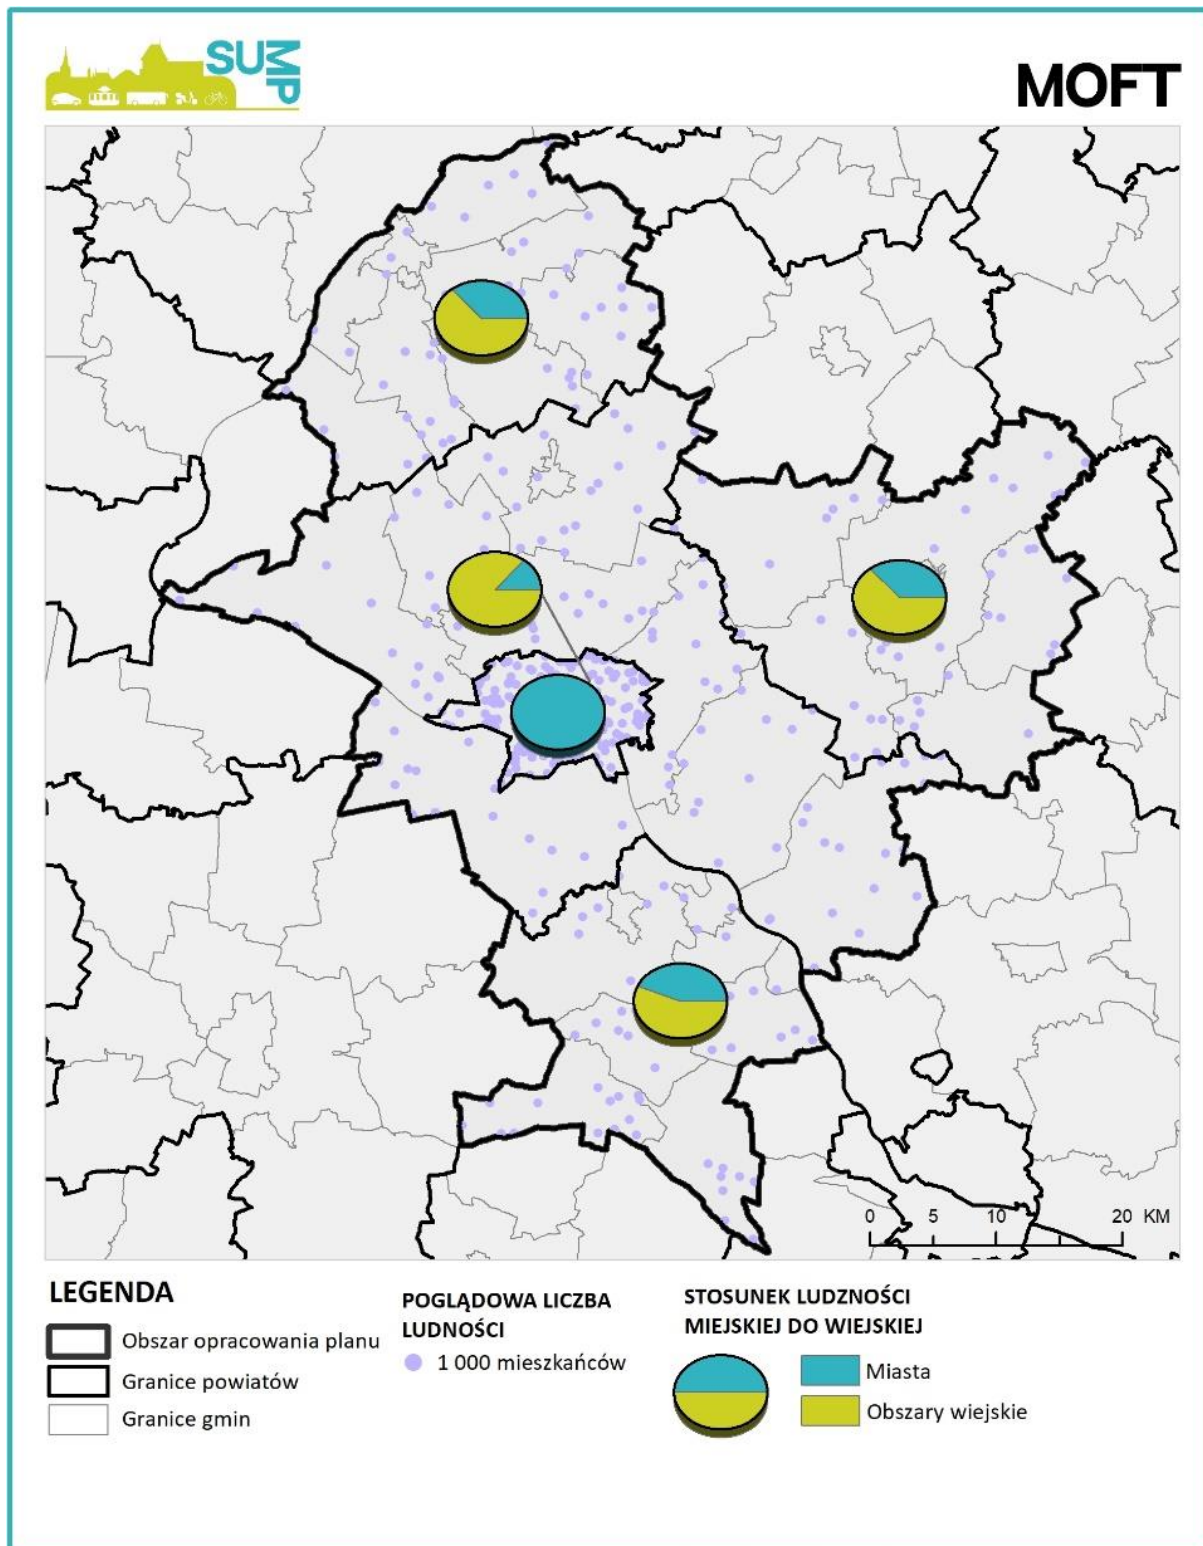 SUMP
MOFT
0 5 10 20 KM
LEGENDA
Obszar opracowania planu
Granice powiatów
Granice gmin
POGLĄDOWA LICZBA
LUDNOŚCI
1 000 mieszkańców
STOSUNEK LUDZNOŚCI
MIEJSKIEJ DO WIEJSKIEJ
Miasta
Obszary wiejskie